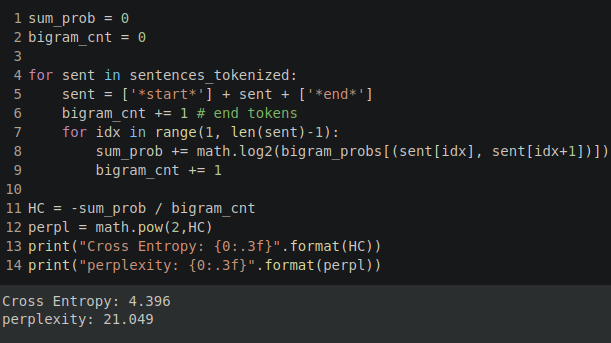 1 sum_prob = 0
2 bigram_cnt = 0
3
4 for sent in sentences_tokenized:
5     sent = ['*start*'] + sent + ['*end*']
6     bigram_cnt += 1 # end tokens
7     for idx in range(1, len(sent)-1):
8         sum_prob += math.log2(bigram_probs[(sent[idx], sent[idx+1])])
9         bigram_cnt += 1
10
11 HC = -sum_prob / bigram_cnt
12 perpl = math.pow(2,HC)
13 print("Cross Entropy: {0:.3f}".format(HC))
14 print("perplexity: {0:.3f}".format(perpl))
Cross Entropy: 4.396
perplexity: 21.049